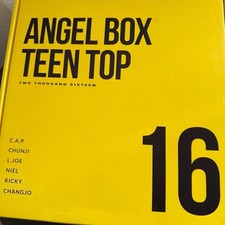 ANGEL BOX
TEEN TOP
TWO THOUSAND SIXTEEN
C.A.P
CHUNJI
L.JOE
NIEL
RICKY
CHANGJO
16